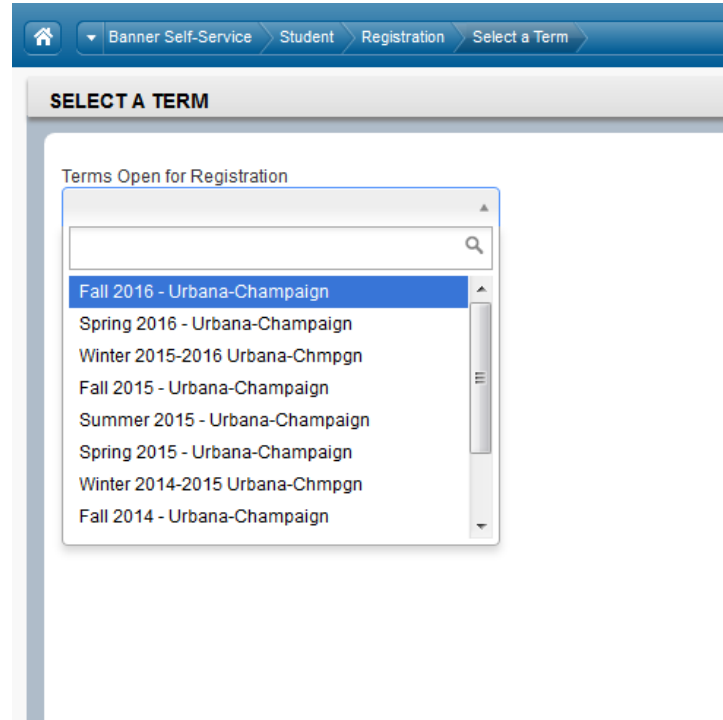 Banner Self-Service Student Registration Select a Term
SELECT A TERM
Terms Open for Registration
Fall 2016 - Urbana-Champaign
Spring 2016 - Urbana-Champaign
Winter 2015-2016 Urbana-Chmpgn
Fall 2015 - Urbana-Champaign
Summer 2015 - Urbana-Champaign
Spring 2015 - Urbana-Champaign
Winter 2014-2015 Urbana-Chmpgn
Fall 2014 - Urbana-Champaign